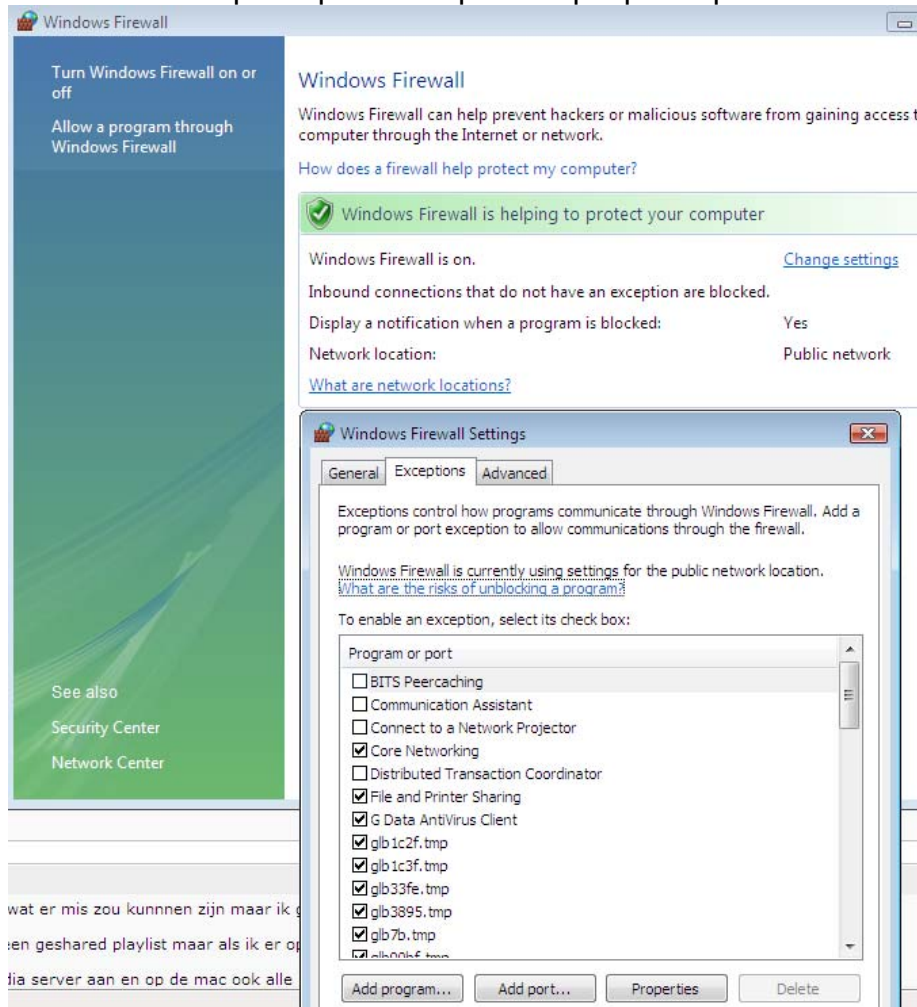 Windows Firewall
Turn Windows Firewall on or
off
Allow a program through
Windows Firewall
See also
Security Center
Network Center
Windows Firewall
Windows Firewall can help prevent hackers or malicious software from gaining access t
computer through the Internet or network.
How does a firewall help protect my computer?
Windows Firewall is helping to protect your computer
Windows Firewall is on. Change settings
Inbound connections that do not have an exception are blocked.
Display a notification when a program is blocked: Yes
Network location: Public network
What are network locations?
Windows Firewall Settings
General Exceptions Advanced
Exceptions control how programs communicate through Windows Firewall. Add a
program or port exception to allow communications through the firewall.
Windows Firewall is currently using settings for the public network location.
What are the risks of unblocking a program?
To enable an exception, select its check box:
Program or port
BITS Peercaching
Communication Assistant
Connect to a Network Projector
Core Networking
Distributed Transaction Coordinator
File and Printer Sharing
G Data AntiVirus Client
glb1c2f.tmp
glb1c3f.tmp
glb33fe.tmp
glb3895.tmp
glb7b.tmp
Add program... Add port... Properties Delete
wat er mis zou kunnnen zijn maar ik
en geshared playlist maar als ik er
dia server aan en op de mac ook alle